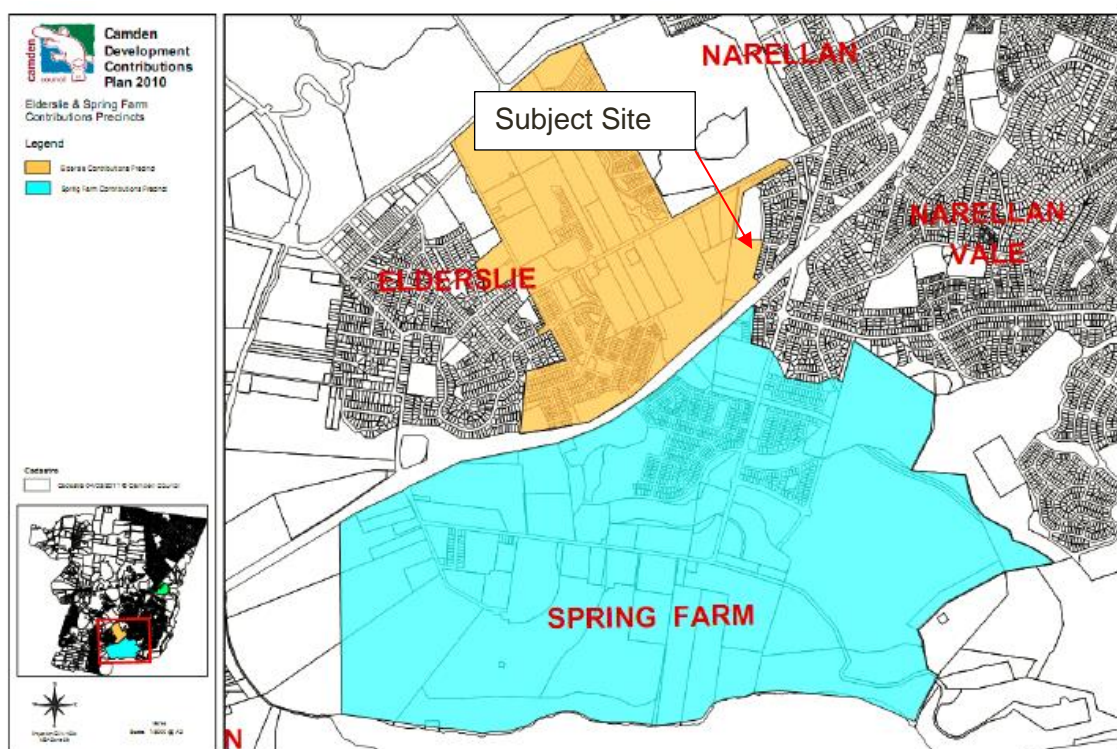 camden
council
Camden
Development
Contributions
Plan 2010
Elderslie & Spring Farm
Contributions Precincts
Legend
Elderslie Contributions Precinct
Spring Farm Contributions Precinct
Cadastre
NARELLAN
Subject Site
NARELLAN
VALE
ELDERSLIE
SPRING FARM
N